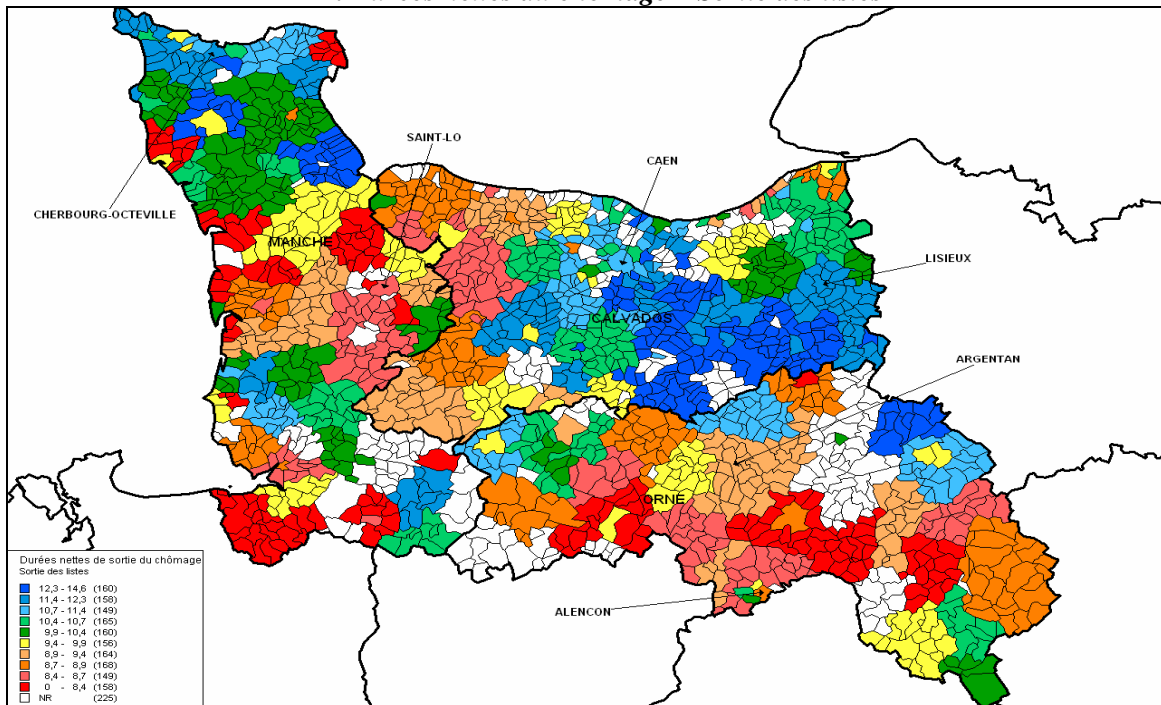 SAINT-LO
CAEN
CHERBOURG-OCTEVILLE
MANCHE
LISIEUX
CALVADOS
ARGENTAN
ORNE
ALENCON
Durées nettes de sortie du chômage
Sortie des listes
12,3 - 14,6 (160)
11,4 - 12,3 (158)
10,7 - 11,4 (149)
10,4 - 10,7 (165)
9,9 - 10,4 (160)
9,4 - 9,9 (156)
8,9 - 9,4 (164)
8,7 - 8,9 (168)
8,4 - 8,7 (149)
0 - 8,4 (158)
NR (225)